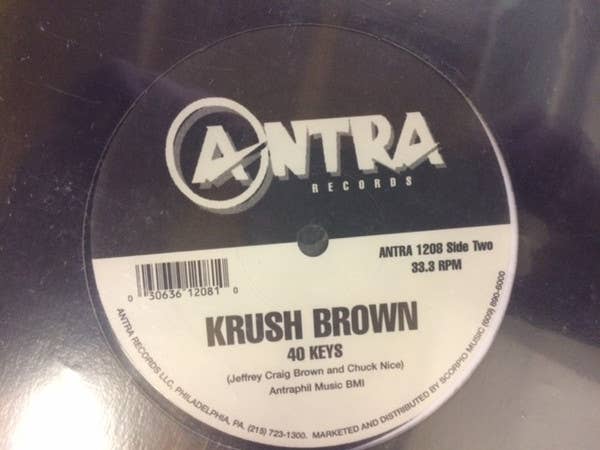 ANTRA
RECORDS
ANTRA 1208 Side Two
33.3 RPM
0 30636 12081 0
KRUSH BROWN
40 KEYS
(Jeffrey Craig Brown and Chuck Nice)
Antraphil Music BMI
ANTRA RECORDS LLC, PHILADELPHIA, PA. (215) 723-1300. MARKETED AND DISTRIBUTED BY SCORPIO MUSIC (609) 890-6000